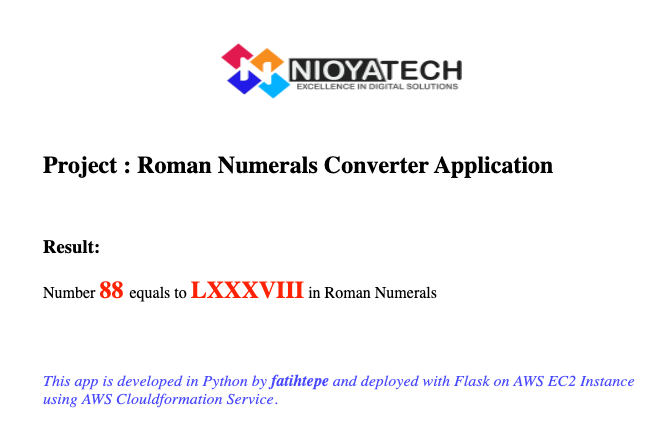 NIOYATECH
EXCELLENCE IN DIGITAL SOLUTIONS
Project : Roman Numerals Converter Application
Result:
Number 88 equals to LXXXVIII in Roman Numerals
This app is developed in Python by fatihtepe and deployed with Flask on AWS EC2 Instance
using AWS Clouldformation Service.